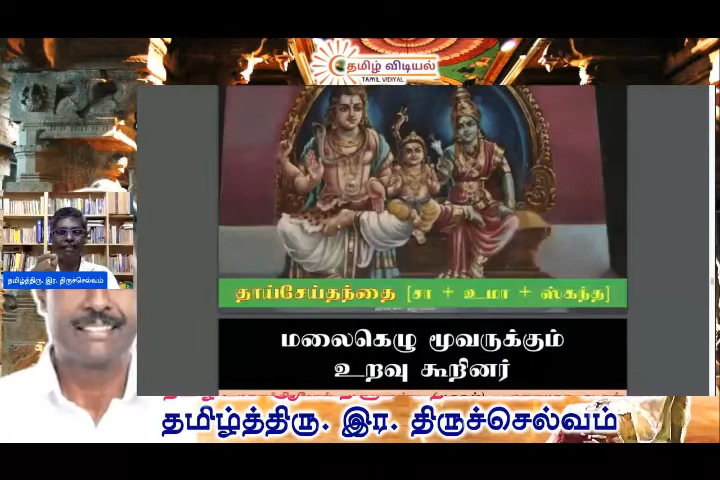 தமிழ் விடியல்
TAMIL VIDIYAL
தாய்சேய்தந்தை [சா + உமா + ஸ்கந்த]
மலைகெழு மூவருக்கும்
உறவு கூறினர்
தமிழ்த்திரு. இர. திருச்செல்வம்
தமிழ்த்திரு. இர. திருச்செல்வம்